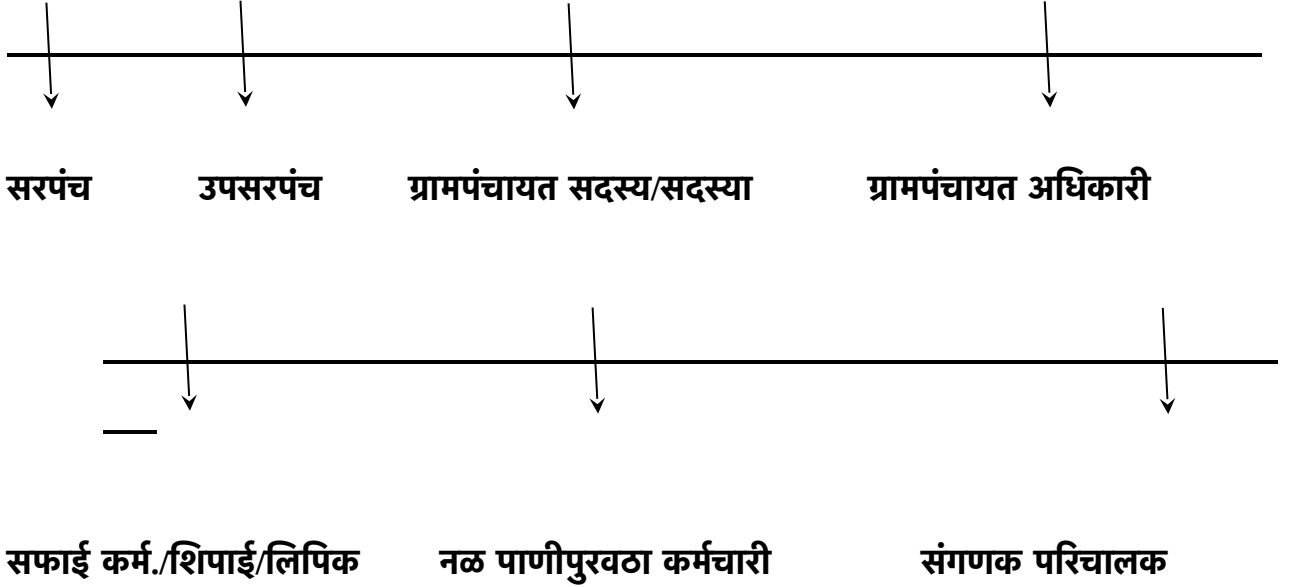 सरपंच उपसरपंच ग्रामपंचायत सदस्य/सदस्या ग्रामपंचायत अधिकारी
सफाई कर्म./शिपाई/लिपिक नळ पाणीपुरवठा कर्मचारी संगणक परिचालक